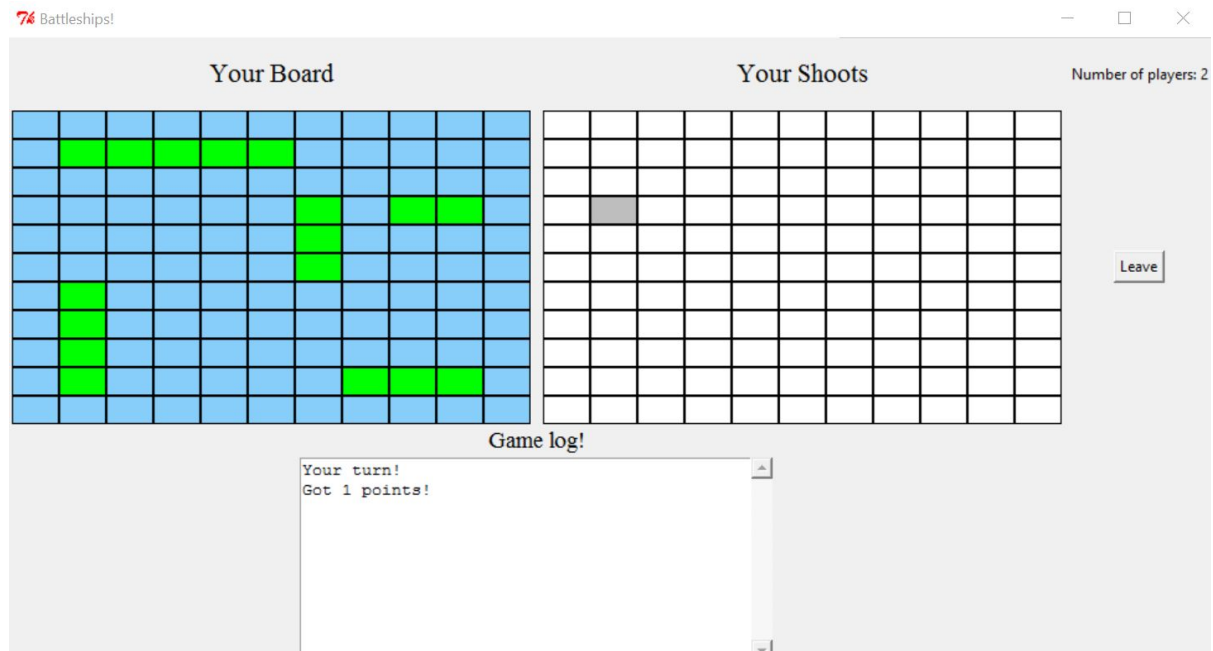 Battleships!
Your Board
Your Shoots
Number of players: 2
Leave
Game log!
Your turn!
Got 1 points!